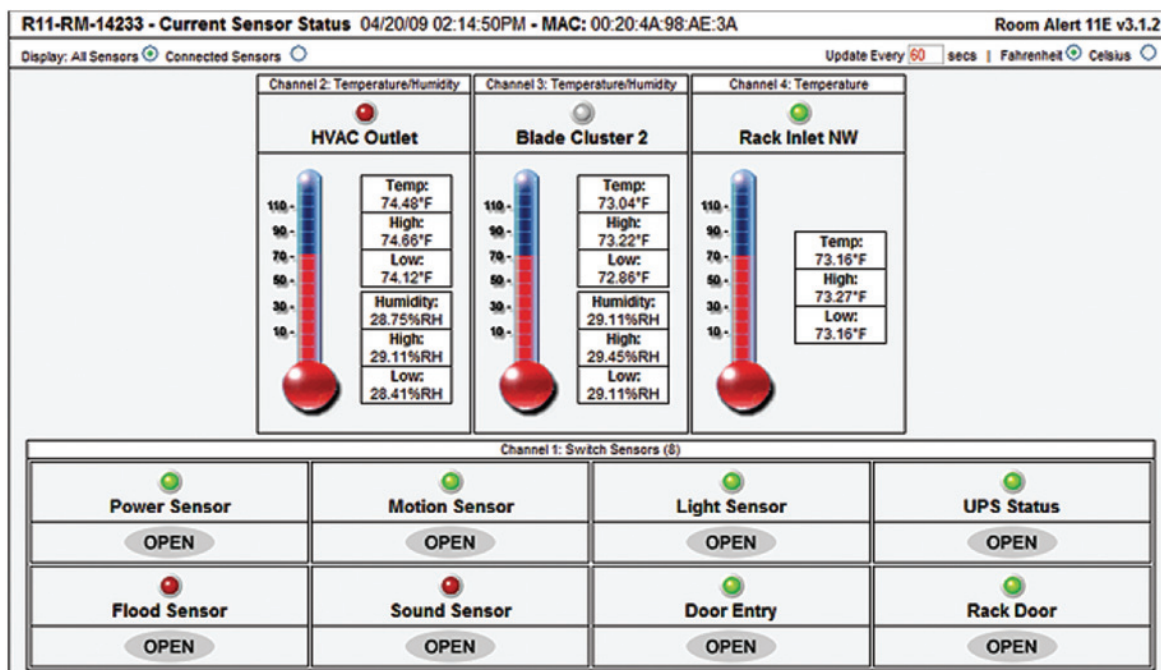 R11-RM-14233 - Current Sensor Status 04/20/09 02:14:50PM - MAC: 00:20:4A:98:AE:3A Room Alert 11E v3.1.2
Display: All Sensors Connected Sensors Update Every 60 secs | Fahrenheit Celsius
Channel 2: Temperature/Humidity Channel 3: Temperature/Humidity Channel 4: Temperature
HVAC Outlet Blade Cluster 2 Rack Inlet NW
110 -
90 -
70 -
50 -
30 -
10 -
Temp:
74.48°F
High:
74.66°F
Low:
74.12°F
Humidity:
28.75%RH
High:
29.11%RH
Low:
28.41%RH
110 -
90 -
70 -
50 -
30 -
10 -
Temp:
73.04°F
High:
73.22°F
Low:
72.86°F
Humidity:
29.11%RH
High:
29.45%RH
Low:
29.11%RH
110 -
90 -
70 -
50 -
30 -
10 -
Temp:
73.16°F
High:
73.27°F
Low:
73.16°F
Channel 1: Switch Sensors (8)
Power Sensor Motion Sensor Light Sensor UPS Status
OPEN OPEN OPEN OPEN
Flood Sensor Sound Sensor Door Entry Rack Door
OPEN OPEN OPEN OPEN